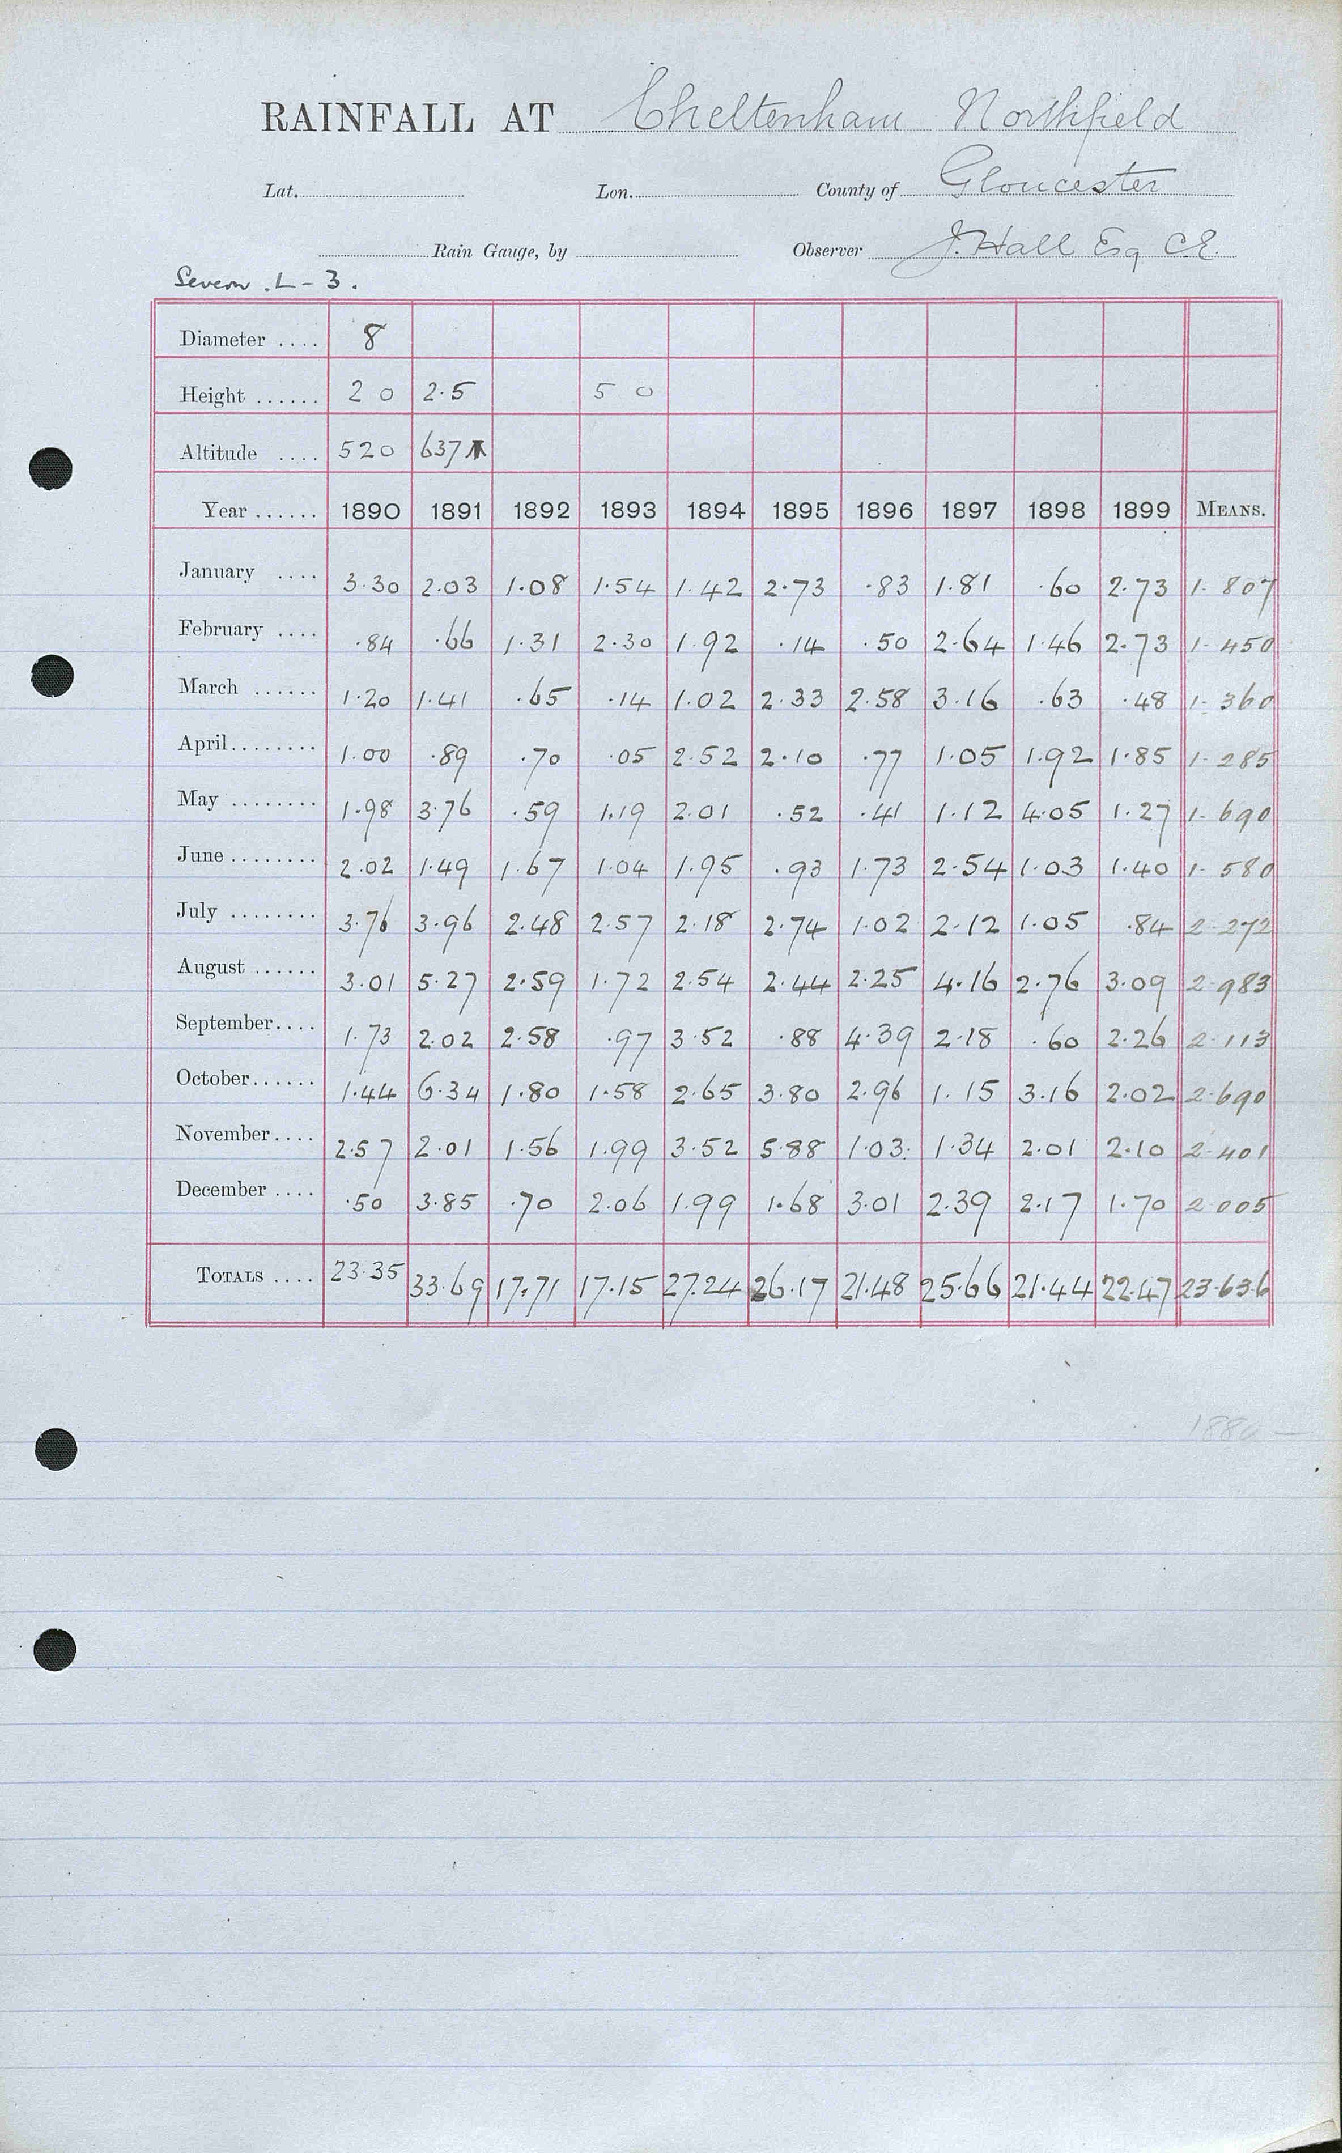 RAINFALL AT Cheltenham Northfield
Lat. Lon. County of Gloucester
Rain Gauge, by Observer J. Hall Esq C.E.
Severn . L - 3 .
Diameter .... 8
Height ...... 2 0 2.5 5 0
Altitude .... 520 637
Year ...... 1890 1891 1892 1893 1894 1895 1896 1897 1898 1899 MEANS.
January .... 3.30 2.03 1.08 1.54 1.42 2.73 .83 1.81 .60 2.73 1.807
February .... .84 .66 1.31 2.30 1.92 .14 .50 2.64 1.46 2.73 1.450
March ...... 1.20 1.41 .65 .14 1.02 2.33 2.58 3.16 .63 .48 1.360
April........ 1.00 .89 .70 .05 2.52 2.10 .77 1.05 1.92 1.85 1.285
May ........ 1.98 3.76 .59 1.19 2.01 .52 .41 1.12 4.05 1.27 1.690
June ........ 2.02 1.49 1.67 1.04 1.95 .93 1.73 2.54 1.03 1.40 1.580
July ........ 3.76 3.96 2.48 2.57 2.18 2.74 1.02 2.12 1.05 .84 2.272
August ...... 3.01 5.27 2.59 1.72 2.54 2.44 2.25 4.16 2.76 3.09 2.983
September.... 1.73 2.02 2.58 .97 3.52 .88 4.39 2.18 .60 2.26 2.113
October...... 1.44 6.34 1.80 1.58 2.65 3.80 2.96 1.15 3.16 2.02 2.690
November.... 2.57 2.01 1.56 1.99 3.52 5.88 1.03 1.34 2.01 2.10 2.401
December .... .50 3.85 .70 2.06 1.99 1.68 3.01 2.39 2.17 1.70 2.005
TOTALS .... 23.35 33.69 17.71 17.15 27.24 26.17 21.48 25.66 21.44 22.47 23.636
1880 —